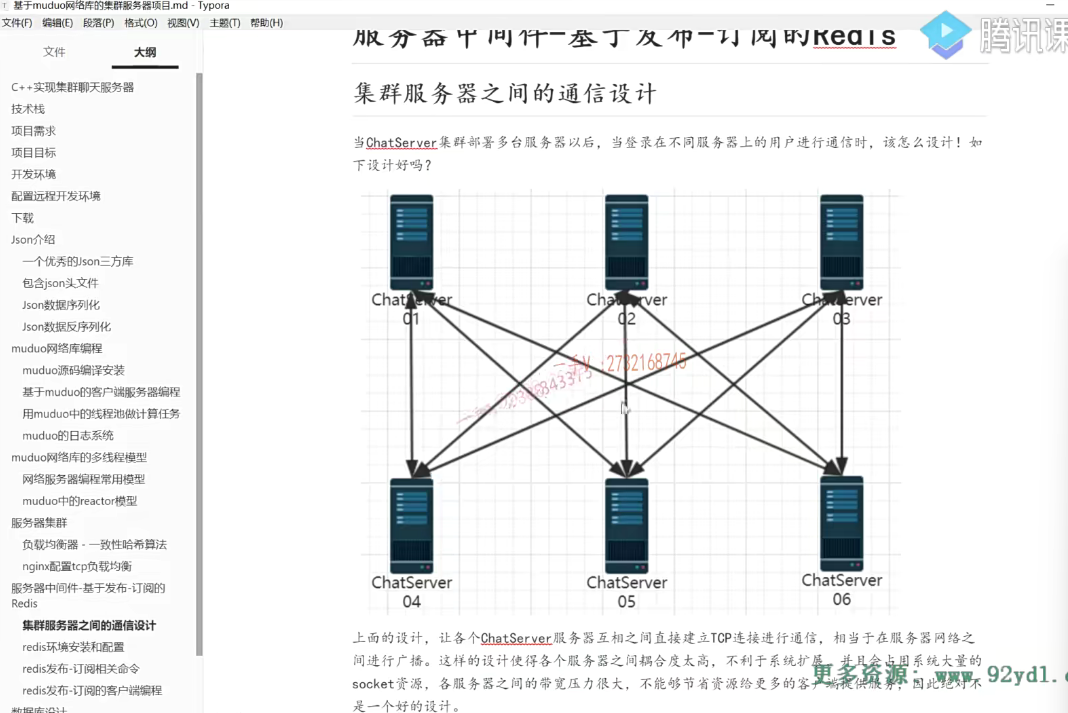 基于muduo网络库的集群服务器项目.md - Typora
文件(F) 编辑(E) 段落(P) 格式(O) 视图(V) 主题(T) 帮助(H)
文件 大纲
C++实现集群聊天服务器
技术栈
项目需求
项目目标
开发环境
配置远程开发环境
下载
Json介绍
一个优秀的Json三方库
包含json头文件
Json数据序列化
Json数据反序列化
muduo网络库编程
muduo源码编译安装
基于muduo的客户端服务器编程
用muduo中的线程池做计算任务
muduo的日志系统
muduo网络库的多线程模型
网络服务器编程常用模型
muduo中的reactor模型
服务器集群
负载均衡器 - 一致性哈希算法
nginx配置tcp负载均衡
服务器中间件-基于发布-订阅的
Redis
集群服务器之间的通信设计
redis环境安装和配置
redis发布-订阅相关命令
redis发布-订阅的客户端编程
数据库设计
腾讯课
服务器中间件-基于发布-订阅的Redis
集群服务器之间的通信设计
当ChatServer集群部署多台服务器以后，当登录在不同服务器上的用户进行通信时，该怎么设计！如
下设计好吗？
ChatServer
01
ChatServer
02
ChatServer
03
:2732168745
ChatServer
04
ChatServer
05
ChatServer
06
上面的设计，让各个ChatServer服务器互相之间直接建立TCP连接进行通信，相当于在服务器网络之
间进行广播。这样的设计使得各个服务器之间耦合度太高，不利于系统扩展，并且会占用系统大量的
socket资源，各服务器之间的带宽压力很大，不能够节省资源给更多的客户端提供服务，因此绝对不
是一个好的设计。
更多资源：www.92ydl.c